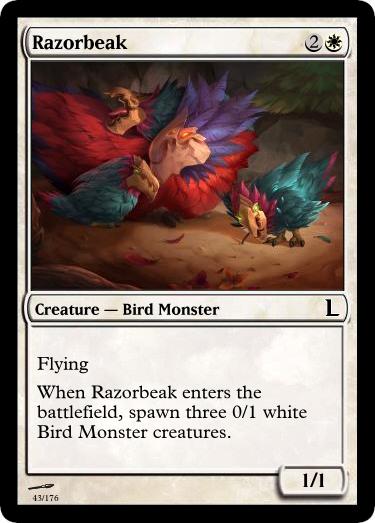 Razorbeak 2
Creature — Bird Monster L
Flying
When Razorbeak enters the
battlefield, spawn three 0/1 white
Bird Monster creatures.
1/1
43/176